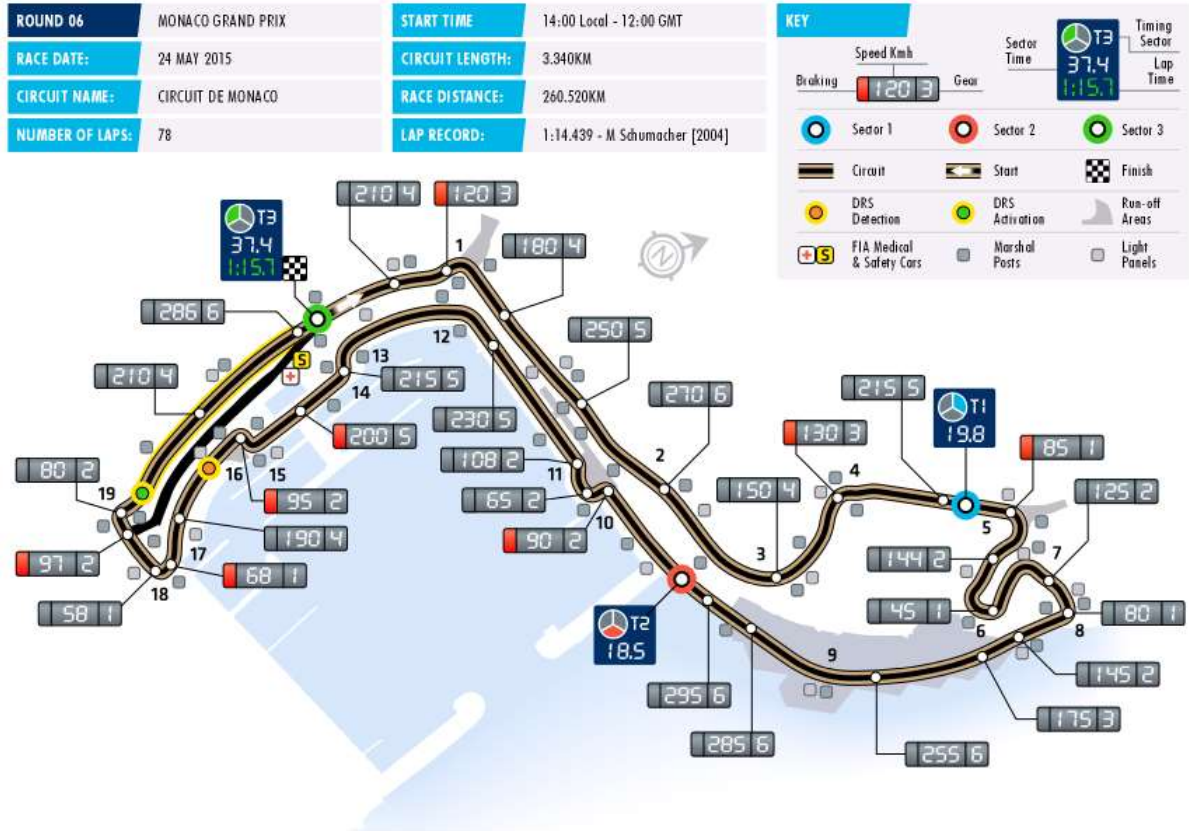 ROUND 06 MONACO GRAND PRIX
RACE DATE: 24 MAY 2015
CIRCUIT NAME: CIRCUIT DE MONACO
NUMBER OF LAPS: 78
START TIME 14:00 Local - 12:00 GMT
CIRCUIT LENGTH: 3.340KM
RACE DISTANCE: 260.520KM
LAP RECORD: 1:14.439 - M Schumacher [2004]
KEY
Speed Kmh
Braking 120 3 Gear
Sector Time
T3
37.4
1:15.7
Timing Sector
Lap Time
Sector 1 Sector 2 Sector 3
Circuit Start Finish
DRS Detection
DRS Activation
Run-off Areas
S
FIA Medical & Safety Cars
Marshal Posts
Light Panels
210 4
120 3
T3
37.4
1:15.7
1
180 4
286 6
12
250 5
S
13
210 4
215 5
14
270 6
215 5
T1
19.8
230 5
200 5
130 3
85 1
108 2
2
4
80 2
16
15
11
150 4
125 2
19
95 2
65 2
10
5
190 4
90 2
3
144 2
7
97 2
17
68 1
18
58 1
45 1
6
8
80 1
T2
18.5
9
145 2
295 6
175 3
285 6
255 6